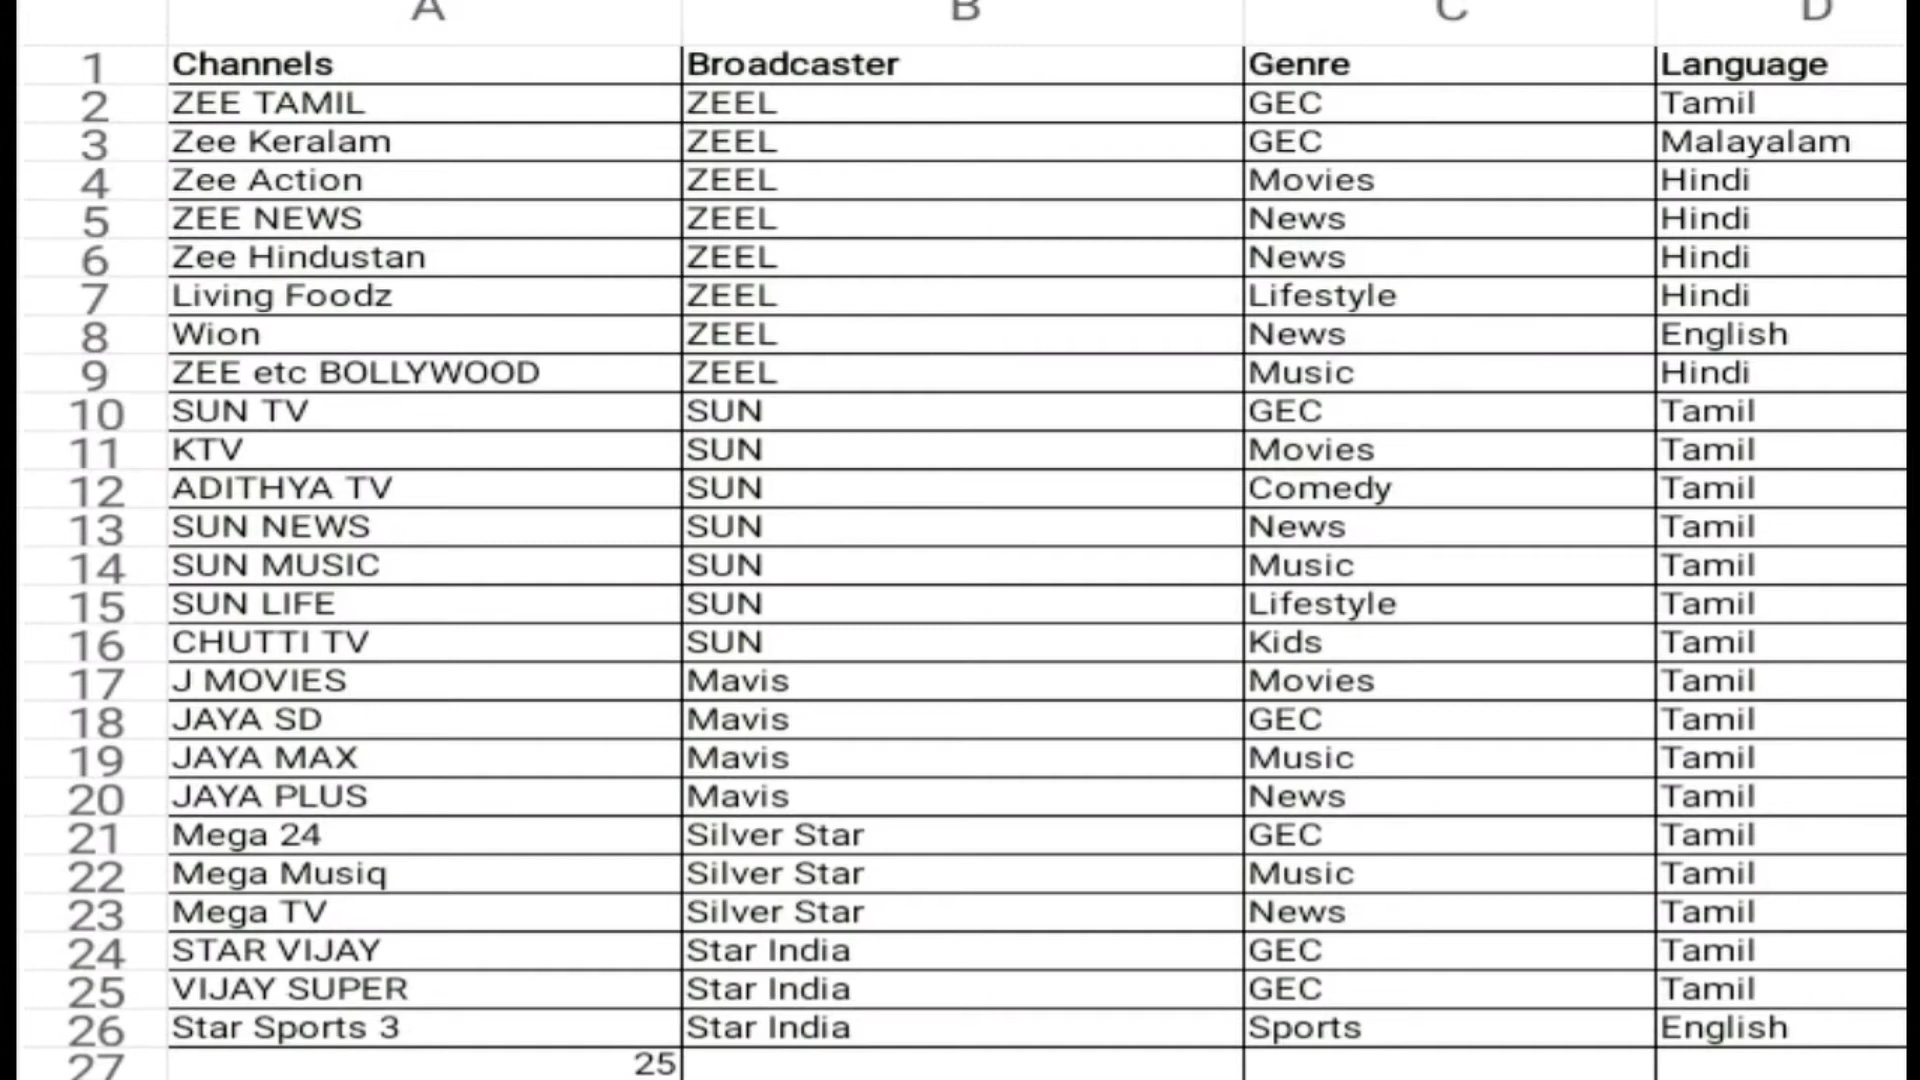 A B C D
1 Channels Broadcaster Genre Language
2 ZEE TAMIL ZEEL GEC Tamil
3 Zee Keralam ZEEL GEC Malayalam
4 Zee Action ZEEL Movies Hindi
5 ZEE NEWS ZEEL News Hindi
6 Zee Hindustan ZEEL News Hindi
7 Living Foodz ZEEL Lifestyle Hindi
8 Wion ZEEL News English
9 ZEE etc BOLLYWOOD ZEEL Music Hindi
10 SUN TV SUN GEC Tamil
11 KTV SUN Movies Tamil
12 ADITHYA TV SUN Comedy Tamil
13 SUN NEWS SUN News Tamil
14 SUN MUSIC SUN Music Tamil
15 SUN LIFE SUN Lifestyle Tamil
16 CHUTTI TV SUN Kids Tamil
17 J MOVIES Mavis Movies Tamil
18 JAYA SD Mavis GEC Tamil
19 JAYA MAX Mavis Music Tamil
20 JAYA PLUS Mavis News Tamil
21 Mega 24 Silver Star GEC Tamil
22 Mega Musiq Silver Star Music Tamil
23 Mega TV Silver Star News Tamil
24 STAR VIJAY Star India GEC Tamil
25 VIJAY SUPER Star India GEC Tamil
26 Star Sports 3 Star India Sports English
27 25